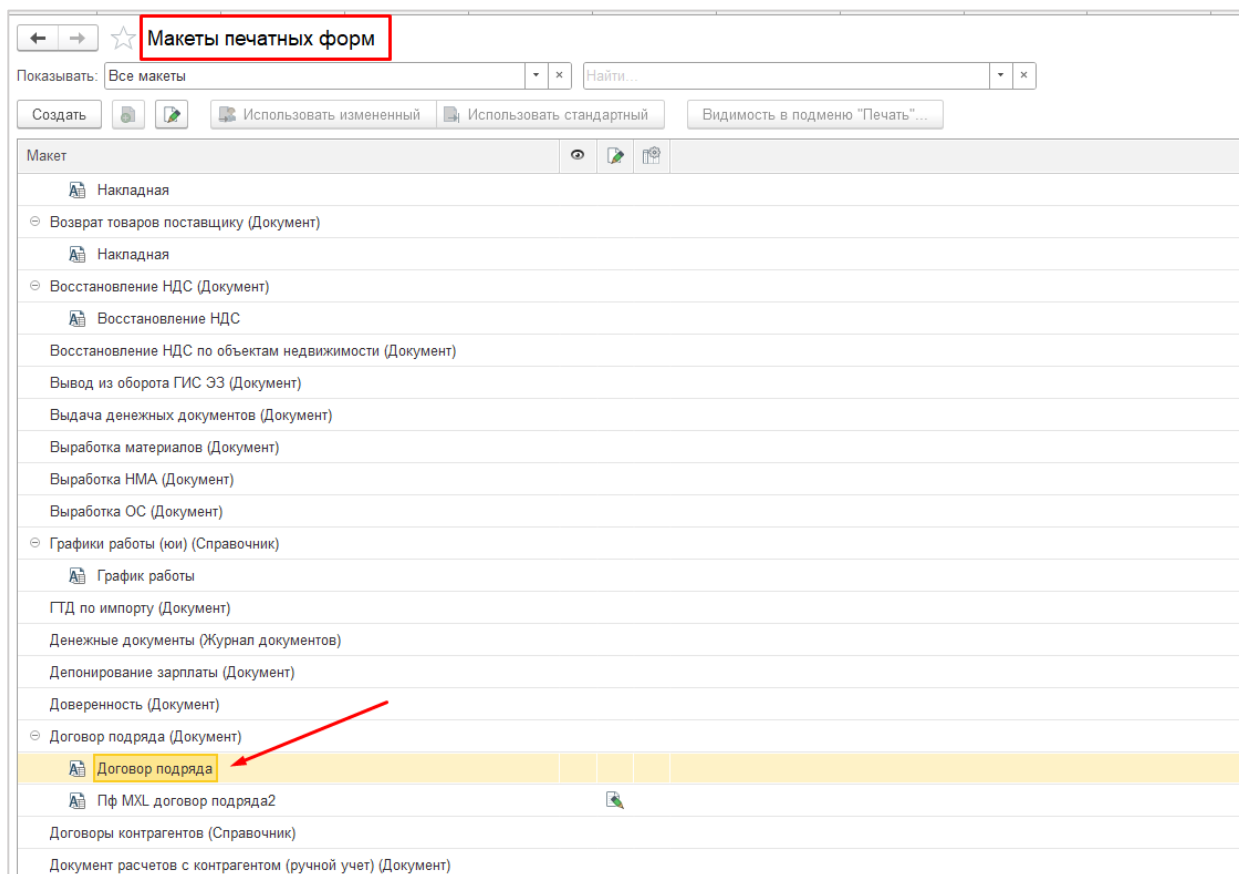 Макеты печатных форм
Показывать: Все макеты Найти...
Создать Использовать измененный Использовать стандартный Видимость в подменю "Печать"...
Макет
Накладная
Возврат товаров поставщику (Документ)
Накладная
Восстановление НДС (Документ)
Восстановление НДС
Восстановление НДС по объектам недвижимости (Документ)
Вывод из оборота ГИС ЭЗ (Документ)
Выдача денежных документов (Документ)
Выработка материалов (Документ)
Выработка НМА (Документ)
Выработка ОС (Документ)
Графики работы (юи) (Справочник)
График работы
ГТД по импорту (Документ)
Денежные документы (Журнал документов)
Депонирование зарплаты (Документ)
Доверенность (Документ)
Договор подряда (Документ)
Договор подряда
Пф MXL договор подряда2
Договоры контрагентов (Справочник)
Документ расчетов с контрагентом (ручной учет) (Документ)